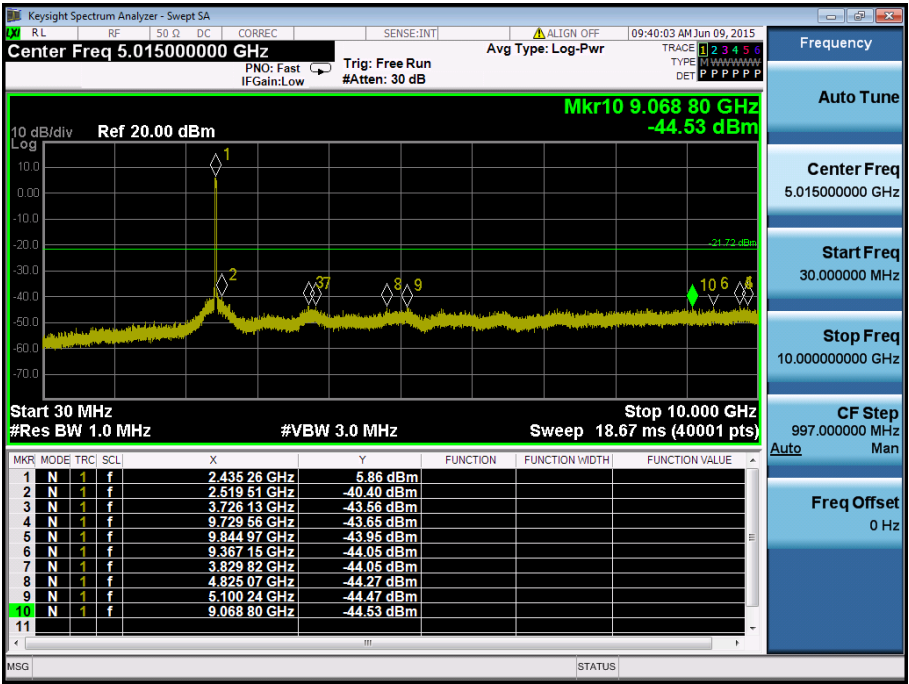 Keysight Spectrum Analyzer - Swept SA
LXI RL RF 50 Ω DC CORREC SENSE:INT ALIGN OFF 09:40:03 AM Jun 09, 2015
Center Freq 5.015000000 GHz
PNO: Fast
IFGain:Low
Trig: Free Run
#Atten: 30 dB
Avg Type: Log-Pwr
TRACE 1 2 3 4 5 6
TYPE M WWWWW
DET P P P P P P
Frequency
Mkr10 9.068 80 GHz
-44.53 dBm
10 dB/div Ref 20.00 dBm
Log
10.0
0.00
-10.0
-20.0
-30.0
-40.0
-50.0
-60.0
-70.0
-21.72 dBm
1
2
7
8
9
10
6
Start 30 MHz Stop 10.000 GHz
#Res BW 1.0 MHz #VBW 3.0 MHz Sweep 18.67 ms (40001 pts)
MKR MODE TRC SCL X Y FUNCTION FUNCTION WIDTH FUNCTION VALUE
1 N 1 f 2.435 26 GHz 5.86 dBm
2 N 1 f 2.519 51 GHz -40.40 dBm
3 N 1 f 3.726 13 GHz -43.56 dBm
4 N 1 f 9.729 56 GHz -43.65 dBm
5 N 1 f 9.844 97 GHz -43.95 dBm
6 N 1 f 9.367 15 GHz -44.05 dBm
7 N 1 f 3.829 82 GHz -44.05 dBm
8 N 1 f 4.825 07 GHz -44.27 dBm
9 N 1 f 5.100 24 GHz -44.47 dBm
10 N 1 f 9.068 80 GHz -44.53 dBm
11
MSG STATUS
Auto Tune
Center Freq
5.015000000 GHz
Start Freq
30.000000 MHz
Stop Freq
10.000000000 GHz
CF Step
997.000000 MHz
Auto Man
Freq Offset
0 Hz